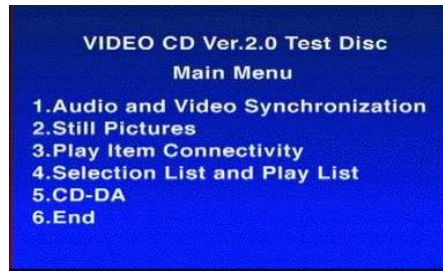 VIDEO CD Ver.2.0 Test Disc
Main Menu
1.Audio and Video Synchronization
2.Still Pictures
3.Play Item Connectivity
4.Selection List and Play List
5.CD-DA
6.End